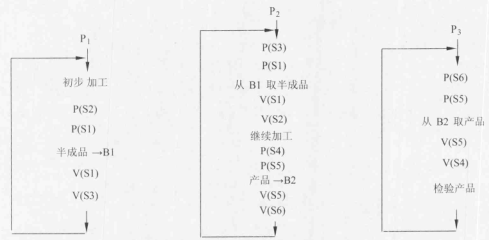 P1
初步 加工
P(S2)
P(S1)
半成品 →B1
V(S1)
V(S3)
P2
P(S3)
P(S1)
从 B1 取半成品
V(S1)
V(S2)
继续加工
P(S4)
P(S5)
产品 →B2
V(S5)
V(S6)
P3
P(S6)
P(S5)
从 B2 取产品
V(S5)
V(S4)
检验产品